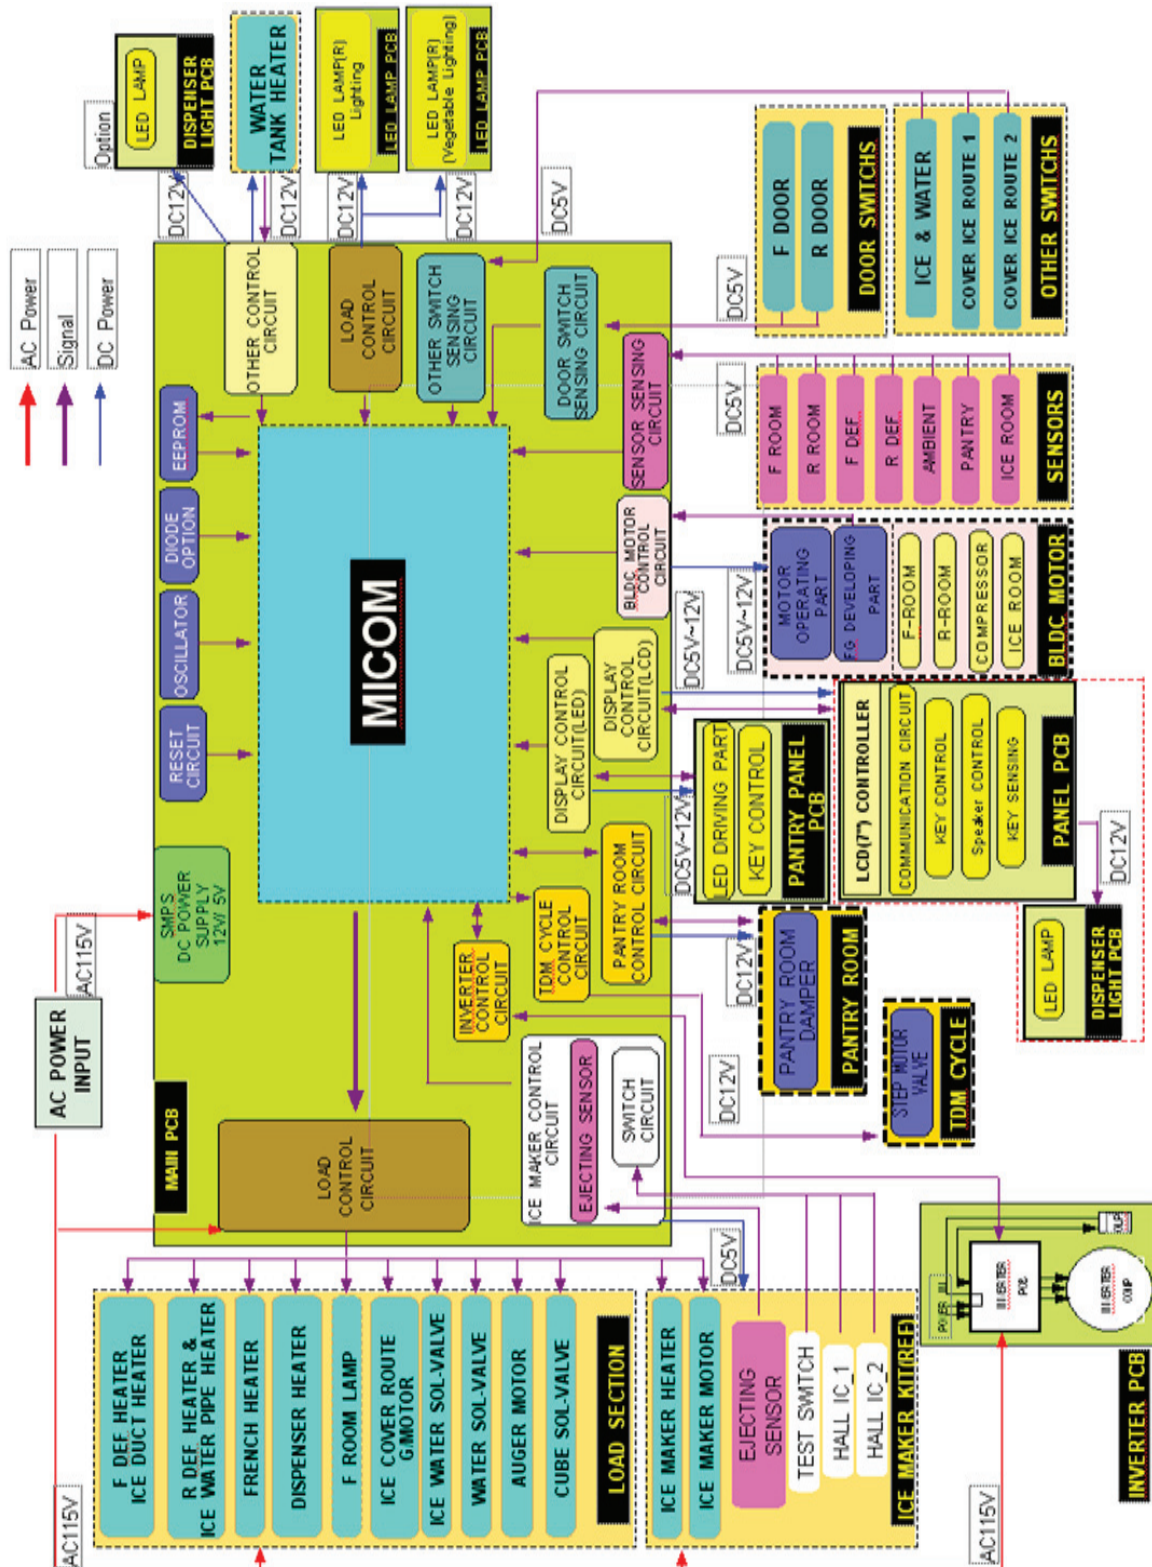 AC Power
Signal
DC Power
Option
LED LAMP
DISPENSER
LIGHT PCB
WATER
TANK HEATER
LED LAMP(R)
Lighting
LED LAMP PCB
LED LAMP(R)
(Vegetable Lighting)
LED LAMP PCB
DC12V
DC12V
DC12V
DC12V
DC5V
OTHER CONTROL
CIRCUIT
LOAD
CONTROL
CIRCUIT
OTHER SWITCH
SENSING
CIRCUIT
DOOR SWITCH
SENSING CIRCUIT
SENSOR SENSING
CIRCUIT
BLDC MOTOR
CONTROL
CIRCUIT
EEPROM
DIODE
OPTION
OSCILLATOR
RESET
CIRCUIT
SMPS
DC POWER
SUPPLY
12V/ 5V
MICOM
DISPLAY CONTROL
CIRCUIT(LED)
DISPLAY
CONTROL
CIRCUIT(LCD)
PANTRY ROOM
CONTROL CIRCUIT
TDM CYCLE
CONTROL
CIRCUIT
INVERTER
CONTROL
CIRCUIT
DC5V
F DOOR
R DOOR
DOOR SWITCHS
ICE & WATER
COVER ICE ROUTE 1
COVER ICE ROUTE 2
OTHER SWITCHS
DC5V
F ROOM
R ROOM
F DEF
R DEF
AMBIENT
PANTRY
ICE ROOM
SENSORS
DC5V~12V
DC5V~12V
MOTOR
OPERATING
PART
FG DEVELOPING
PART
F-ROOM
R-ROOM
COMPRESSOR
ICE ROOM
BLDC MOTOR
DC5V~12V
LED DRIVING PART
KEY CONTROL
PANTRY PANEL
PCB
LCD(7") CONTROLLER
COMMUNICATION CIRCUIT
KEY CONTROL
Speaker CONTROL
KEY SENSING
PANEL PCB
DC12V
LED LAMP
DISPENSER
LIGHT PCB
DC12V
PANTRY ROOM
DAMPER
PANTRY ROOM
DC12V
STEP MOTOR
VALVE
TDM CYCLE
AC POWER
INPUT
AC115V
MAIN PCB
LOAD
CONTROL
CIRCUIT
ICE MAKER CONTROL
CIRCUIT
EJECTING SENSOR
SWITCH
CIRCUIT
AC115V
F DEF HEATER
ICE DUCT HEATER
R DEF HEATER &
ICE WATER PIPE HEATER
FRENCH HEATER
DISPENSER HEATER
F ROOM LAMP
ICE COVER ROUTE
G.MOTOR
ICE WATER SOL-VALVE
WATER SOL-VALVE
AUGER MOTOR
CUBE SOL-VALVE
LOAD SECTION
DC5V
ICE MAKER HEATER
ICE MAKER MOTOR
EJECTING
SENSOR
TEST SWITCH
HALL IC_1
HALL IC_2
ICE MAKER KIT(REF)
AC115V
INVERTER
PCB
INVERTER
COMP
OLP
INVERTER PCB